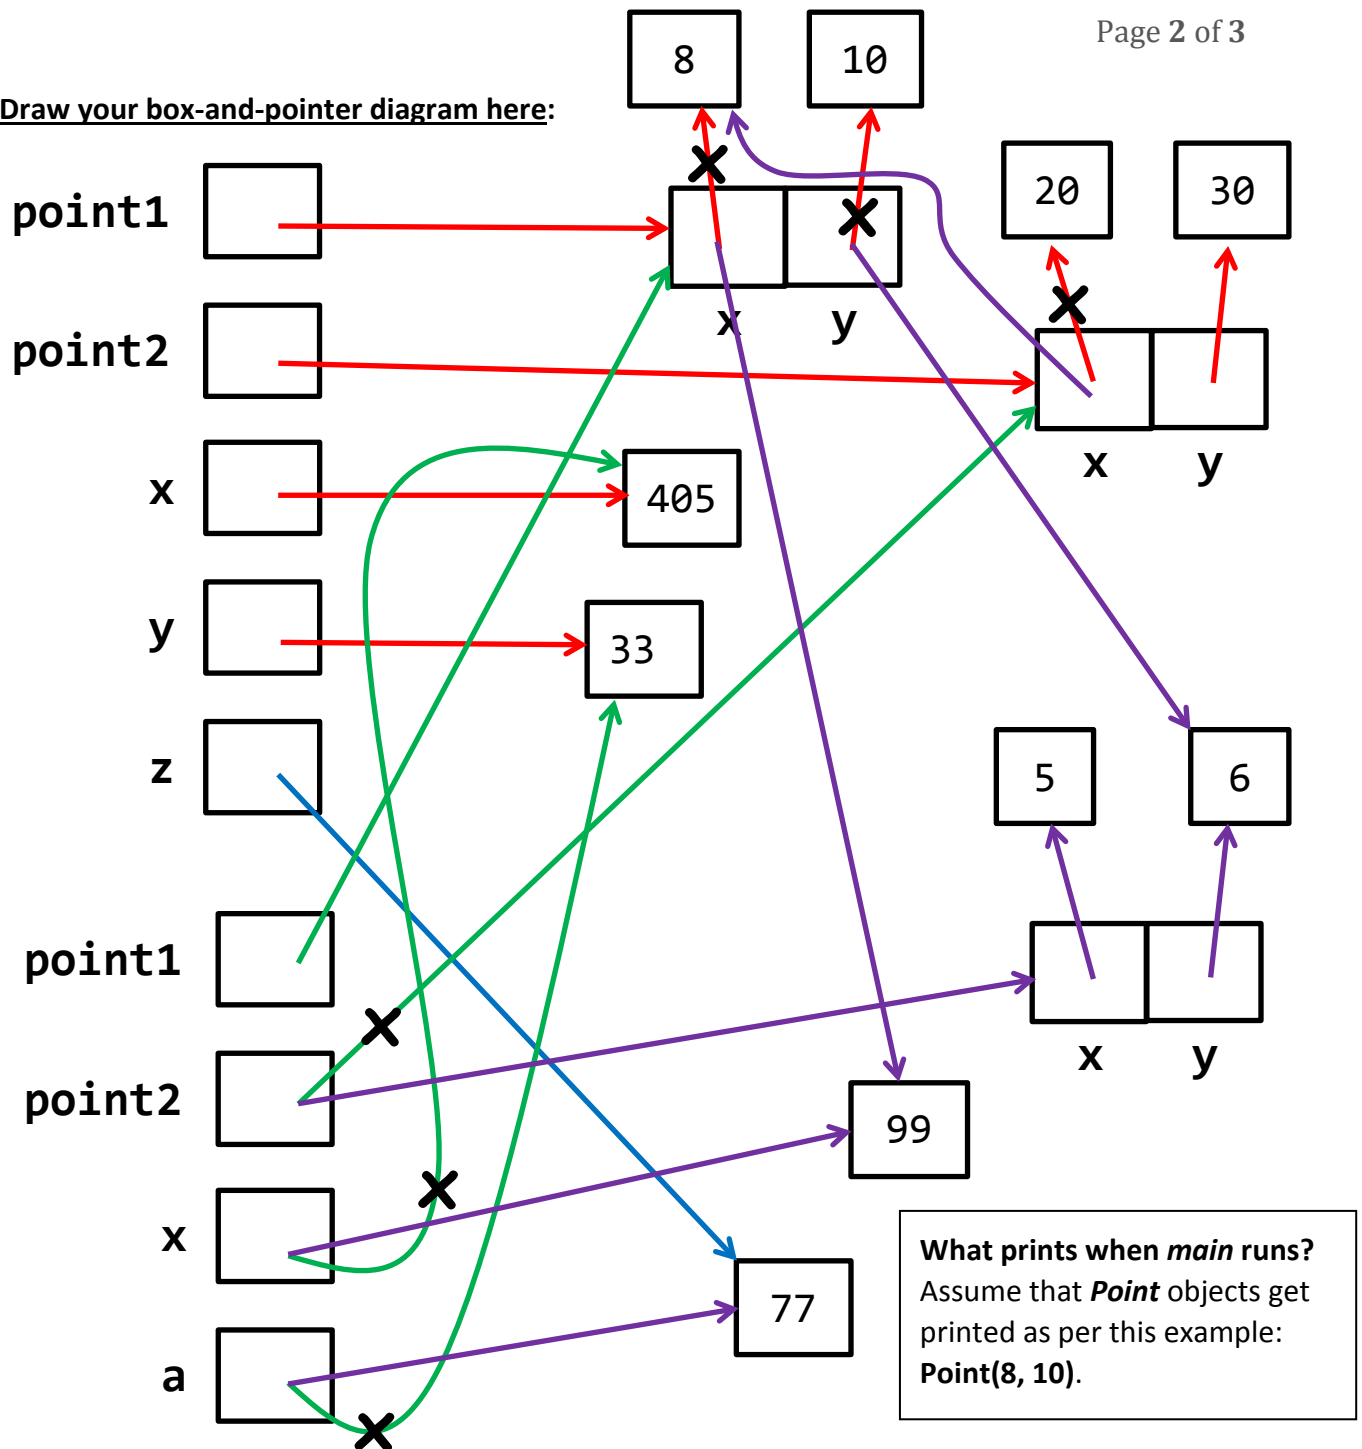 Page 2 of 3
8
10
Draw your box-and-pointer diagram here:
20
30
point1
x y
point2
x y
x
405
y
33
z
5
6
point1
x y
point2
99
x
What prints when main runs?
Assume that Point objects get
printed as per this example:
Point(8, 10).
77
a